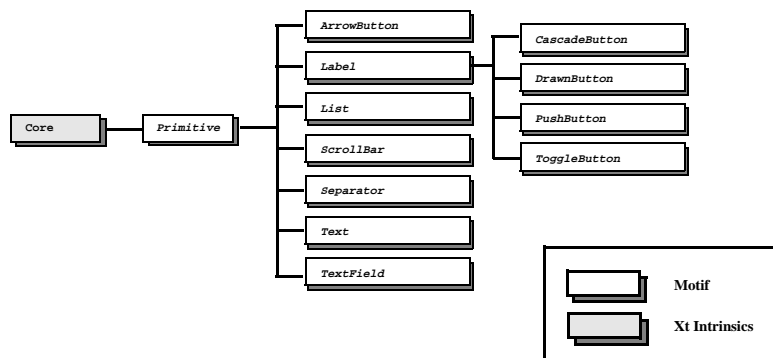 ArrowButton
CascadeButton
Label
DrawnButton
List
Core
Primitive
PushButton
ScrollBar
ToggleButton
Separator
Text
TextField
Motif
Xt Intrinsics